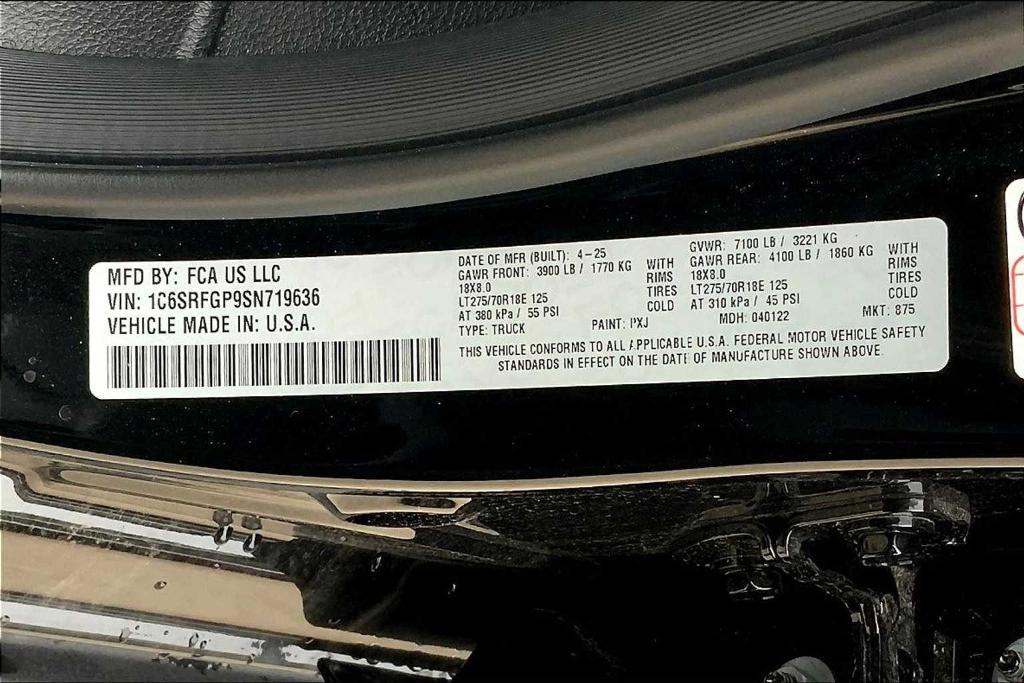 MFD BY: FCA US LLC
VIN: 1C6SRFGP9SN719636
VEHICLE MADE IN: U.S.A.
DATE OF MFR (BUILT): 4-25
GAWR FRONT: 3900 LB / 1770 KG WITH
18X8.0 RIMS
LT275/70R18E 125 TIRES
AT 380 kPa / 55 PSI COLD
TYPE: TRUCK PAINT: PXJ
GVWR: 7100 LB / 3221 KG
GAWR REAR: 4100 LB / 1860 KG WITH
18X8.0 RIMS
LT275/70R18E 125 TIRES
AT 310 kPa / 45 PSI COLD
MDH: 040122 MKT: 875
THIS VEHICLE CONFORMS TO ALL APPLICABLE U.S.A. FEDERAL MOTOR VEHICLE SAFETY
STANDARDS IN EFFECT ON THE DATE OF MANUFACTURE SHOWN ABOVE.